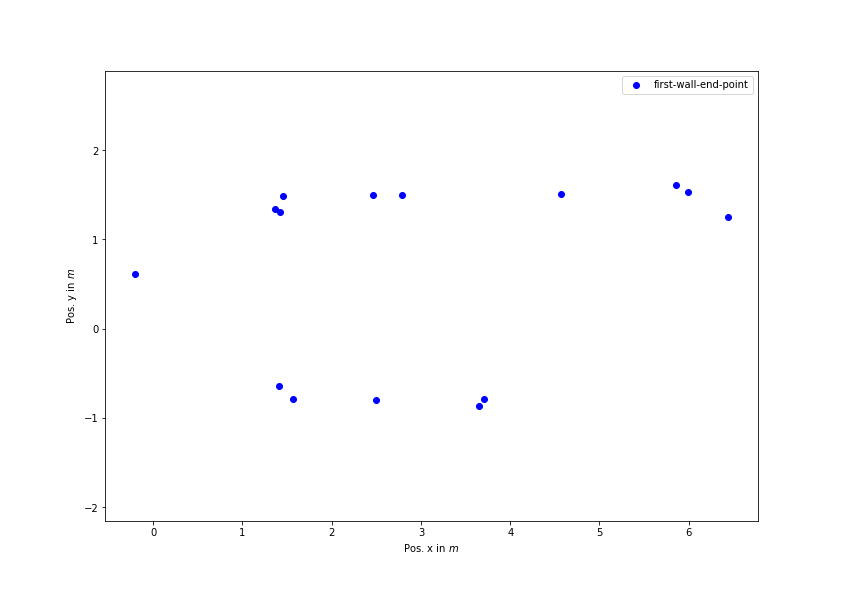 first-wall-end-point
2
1
0
−1
−2
Pos. y in m
0 1 2 3 4 5 6
Pos. x in m